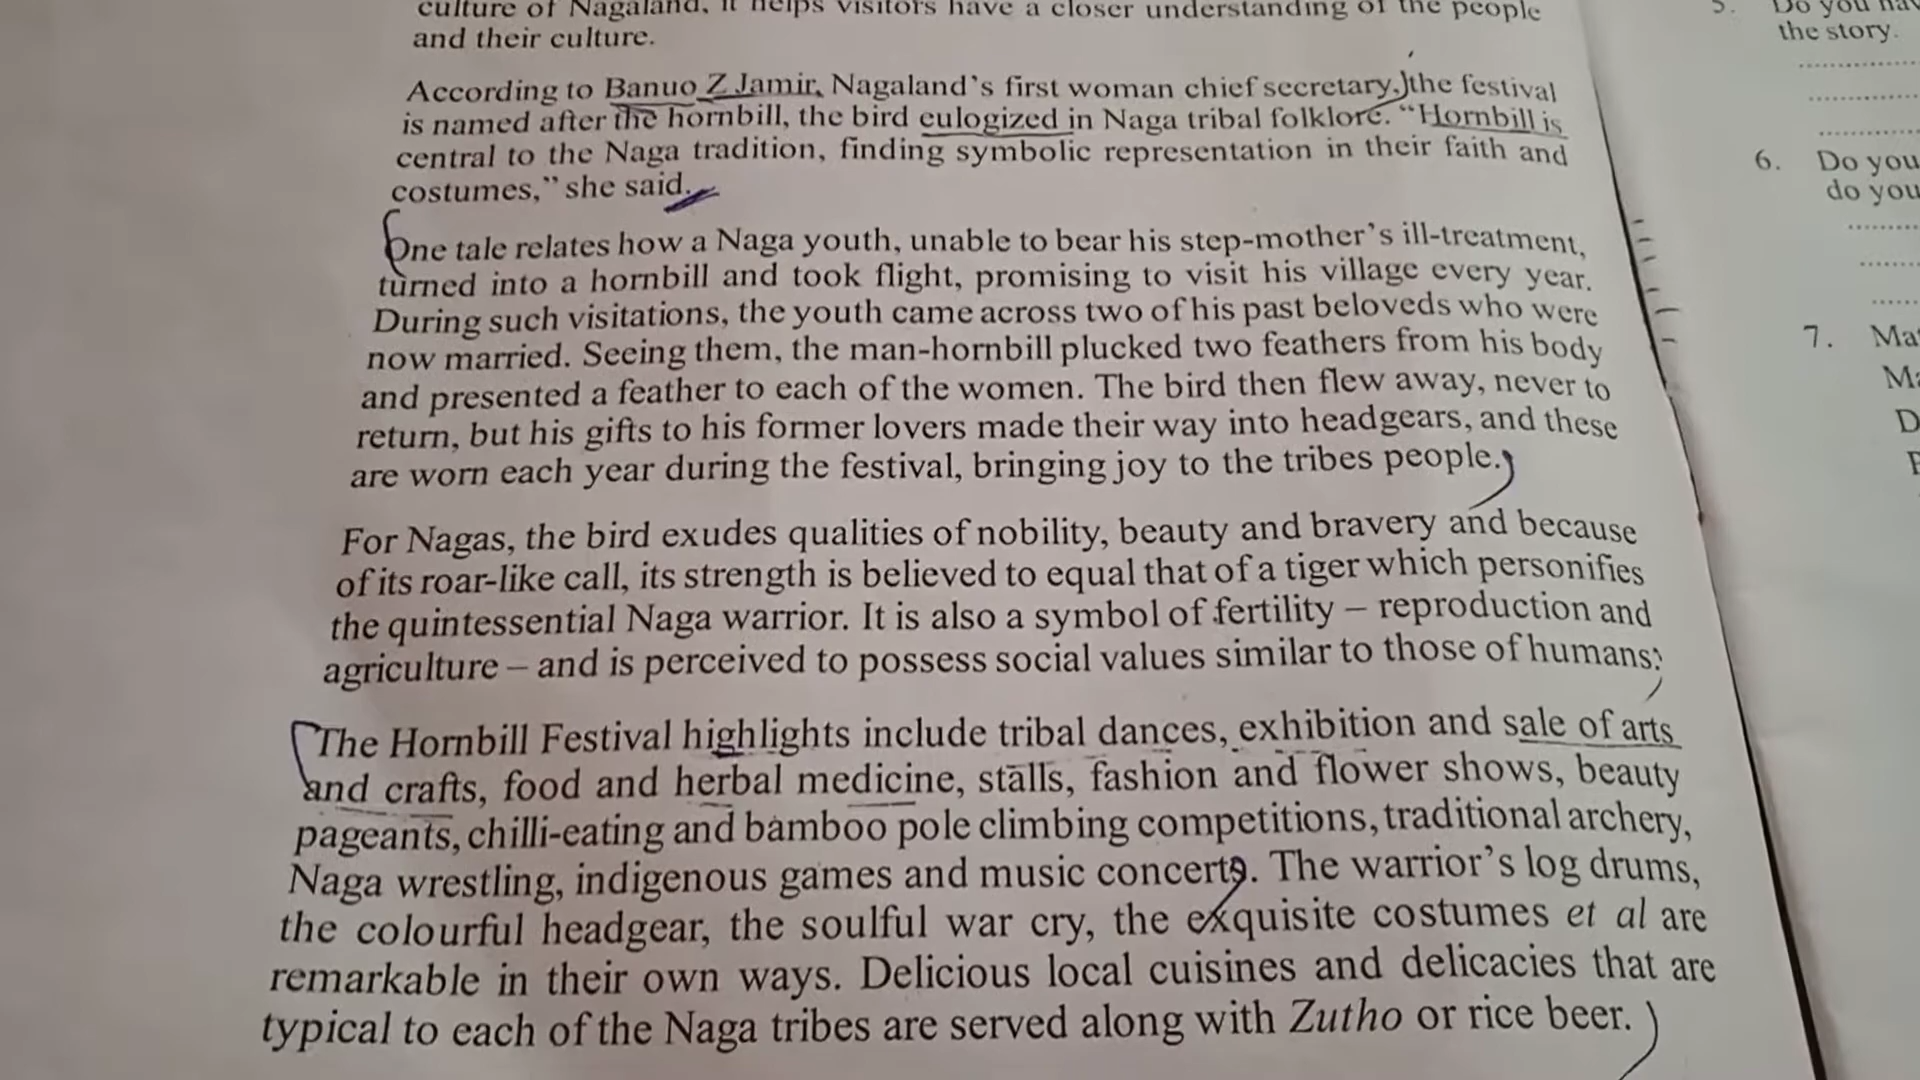 culture of Nagaland, it helps visitors have a closer understanding of the people
and their culture.
According to Banuo Z Jamir, Nagaland's first woman chief secretary, the festival
is named after the hornbill, the bird eulogized in Naga tribal folklore. "Hornbill is
central to the Naga tradition, finding symbolic representation in their faith and
costumes," she said.
One tale relates how a Naga youth, unable to bear his step-mother's ill-treatment,
turned into a hornbill and took flight, promising to visit his village every year.
During such visitations, the youth came across two of his past beloveds who were
now married. Seeing them, the man-hornbill plucked two feathers from his body
and presented a feather to each of the women. The bird then flew away, never to
return, but his gifts to his former lovers made their way into headgears, and these
are worn each year during the festival, bringing joy to the tribes people.
For Nagas, the bird exudes qualities of nobility, beauty and bravery and because
of its roar-like call, its strength is believed to equal that of a tiger which personifies
the quintessential Naga warrior. It is also a symbol of fertility – reproduction and
agriculture – and is perceived to possess social values similar to those of humans.
The Hornbill Festival highlights include tribal dances, exhibition and sale of arts
and crafts, food and herbal medicine, stalls, fashion and flower shows, beauty
pageants, chilli-eating and bamboo pole climbing competitions, traditional archery,
Naga wrestling, indigenous games and music concerts. The warrior's log drums,
the colourful headgear, the soulful war cry, the exquisite costumes et al are
remarkable in their own ways. Delicious local cuisines and delicacies that are
typical to each of the Naga tribes are served along with Zutho or rice beer.
5. Do you
the story.
6. Do you
do you
7.